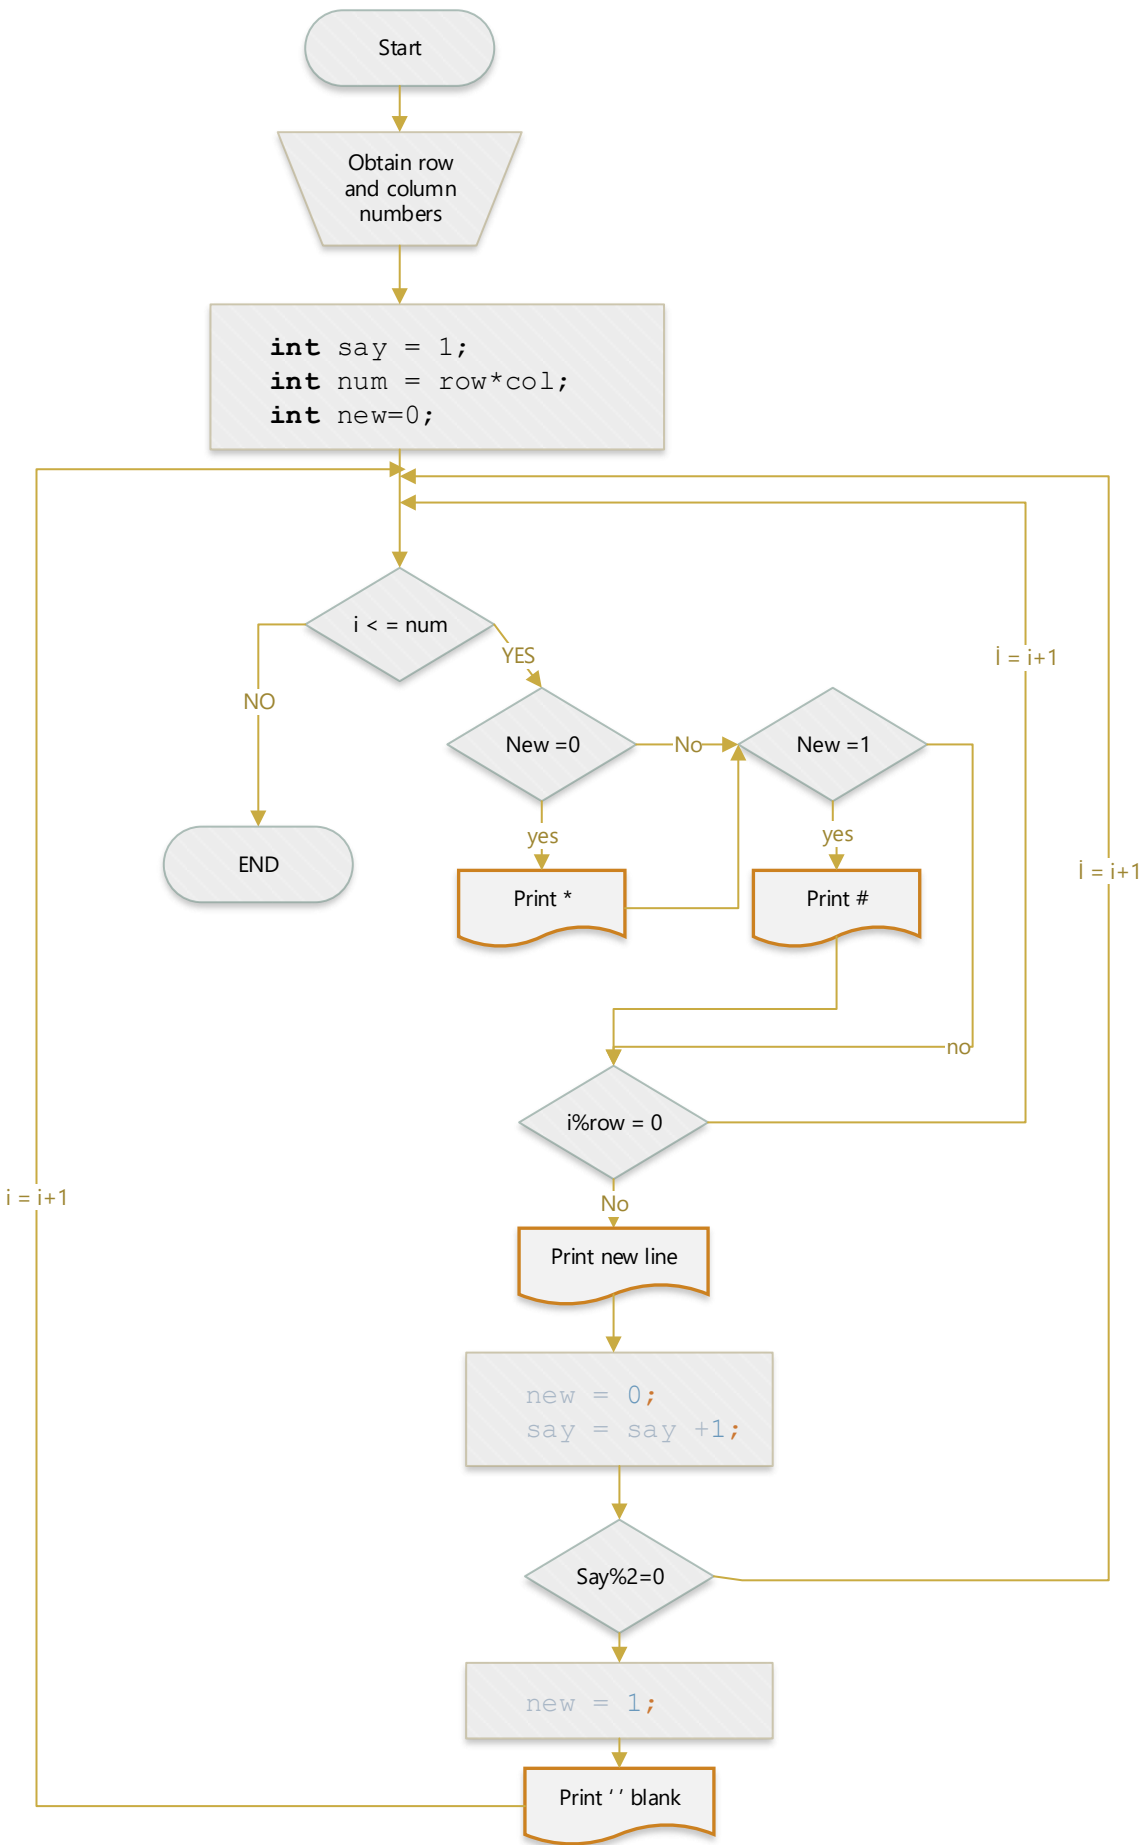 Start
Obtain row
and column
numbers
int say = 1;
int num = row*col;
int new=0;
i < = num
YES
NO
İ = i+1
New =0
No
New =1
yes
yes
END
Print *
Print #
İ = i+1
no
i%row = 0
i = i+1
No
Print new line
new = 0;
say = say +1;
Say%2=0
new = 1;
Print ‘ ’ blank